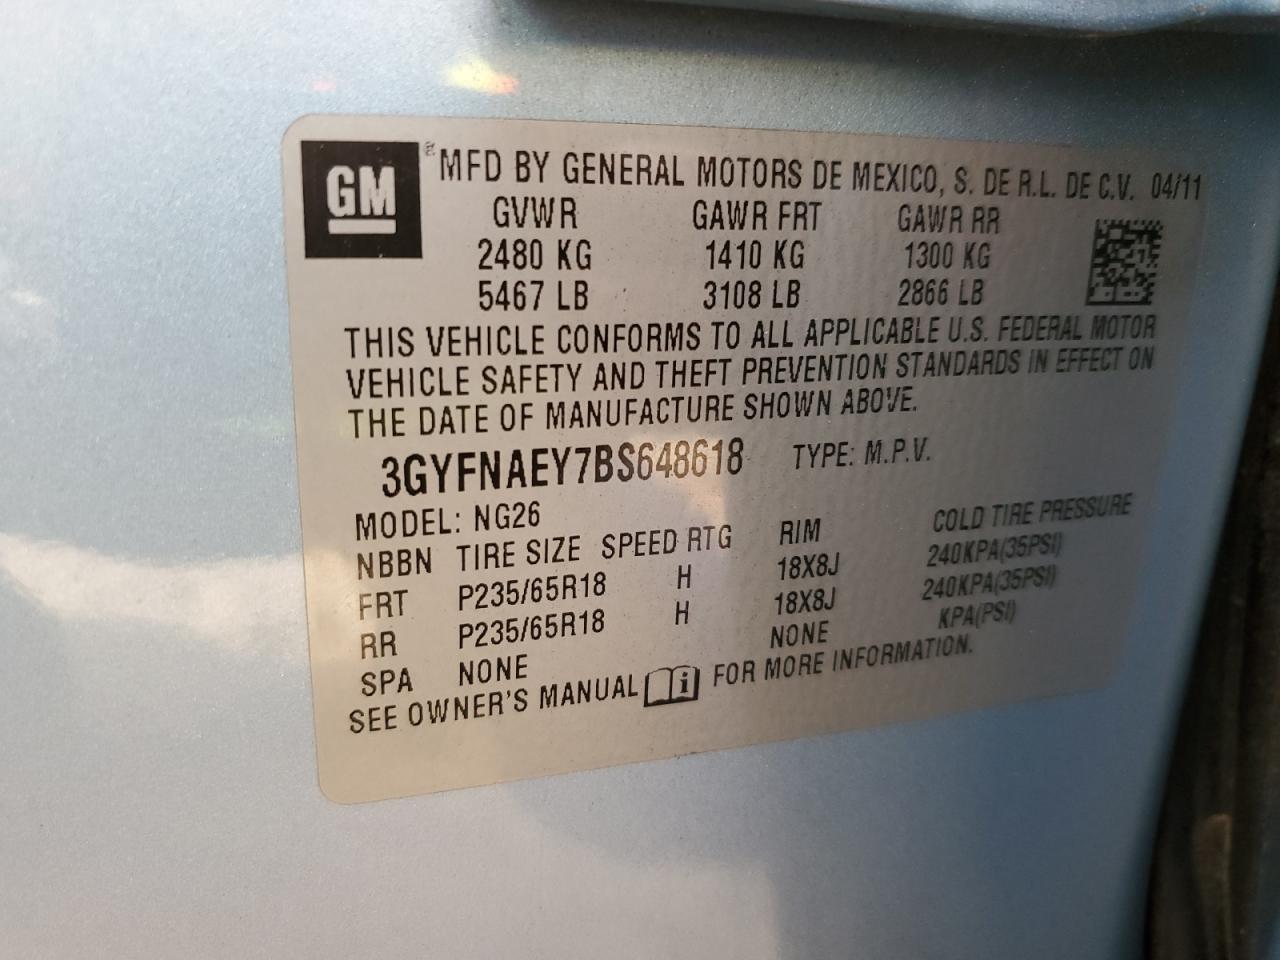 GM
® MFD BY GENERAL MOTORS DE MEXICO, S. DE R.L. DE C.V. 04/11
GVWR GAWR FRT GAWR RR
2480 KG 1410 KG 1300 KG
5467 LB 3108 LB 2866 LB
THIS VEHICLE CONFORMS TO ALL APPLICABLE U.S. FEDERAL MOTOR
VEHICLE SAFETY AND THEFT PREVENTION STANDARDS IN EFFECT ON
THE DATE OF MANUFACTURE SHOWN ABOVE.
3GYFNAEY7BS648618 TYPE: M.P.V.
MODEL: NG26
NBBN TIRE SIZE SPEED RTG RIM COLD TIRE PRESSURE
FRT P235/65R18 H 18X8J 240KPA(35PSI)
RR P235/65R18 H 18X8J 240KPA(35PSI)
SPA NONE NONE KPA(PSI)
SEE OWNER'S MANUAL i FOR MORE INFORMATION.